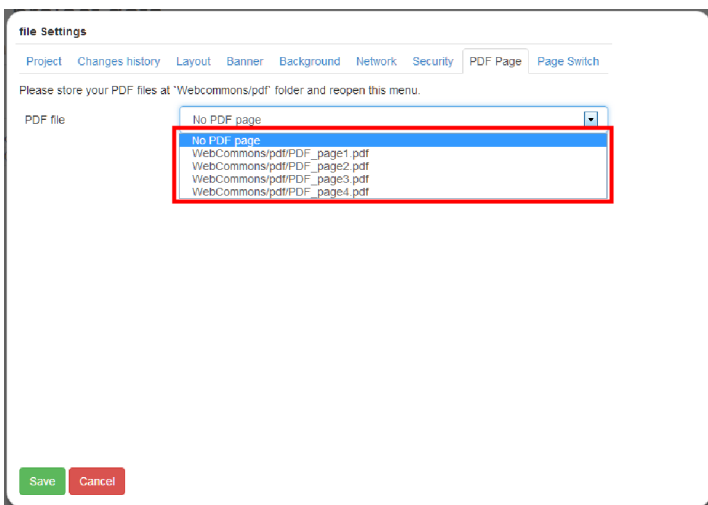 file Settings
Project Changes history Layout Banner Background Network Security PDF Page Page Switch
Please store your PDF files at "Webcommons/pdf" folder and reopen this menu.
PDF file No PDF page
No PDF page
WebCommons/pdf/PDF_page1.pdf
WebCommons/pdf/PDF_page2.pdf
WebCommons/pdf/PDF_page3.pdf
WebCommons/pdf/PDF_page4.pdf
Save Cancel